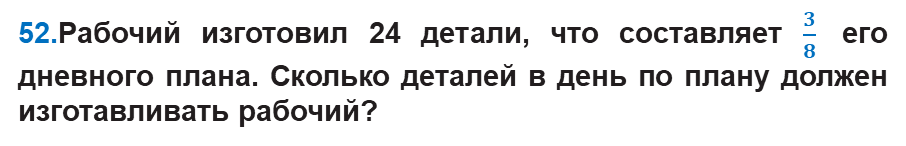 52.Рабочий изготовил 24 детали, что составляет 3/8 его
дневного плана. Сколько деталей в день по плану должен
изготавливать рабочий?